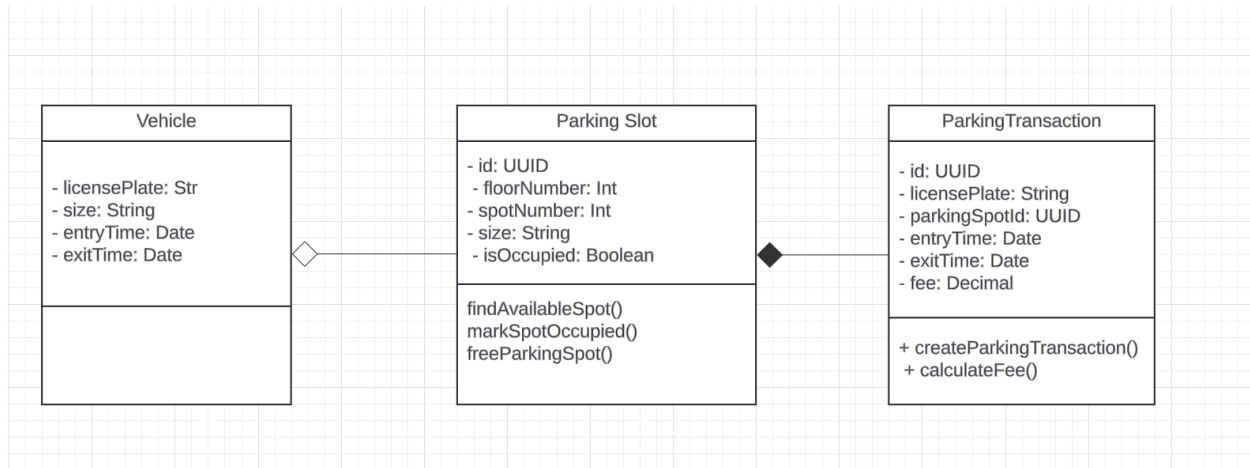 Vehicle
- licensePlate: Str
- size: String
- entryTime: Date
- exitTime: Date
Parking Slot
- id: UUID
- floorNumber: Int
- spotNumber: Int
- size: String
- isOccupied: Boolean
findAvailableSpot()
markSpotOccupied()
freeParkingSpot()
ParkingTransaction
- id: UUID
- licensePlate: String
- parkingSpotId: UUID
- entryTime: Date
- exitTime: Date
- fee: Decimal
+ createParkingTransaction()
+ calculateFee()